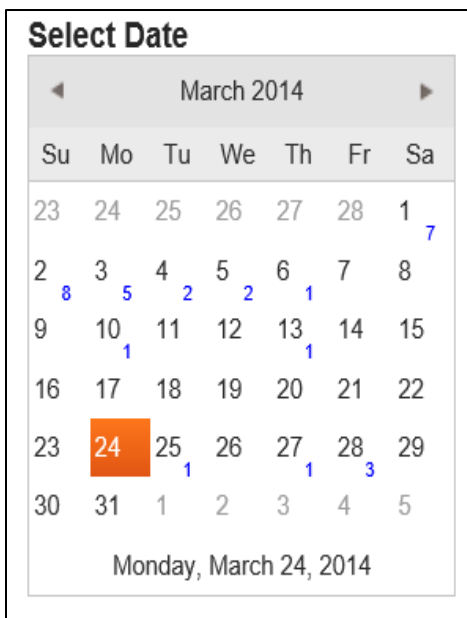 Select Date
March 2014
Su Mo Tu We Th Fr Sa
23 24 25 26 27 28 1
7
2 3 4 5 6 7 8
8 5 2 2 1
9 10 11 12 13 14 15
1 1
16 17 18 19 20 21 22
23 24 25 26 27 28 29
1 1 3
30 31 1 2 3 4 5
Monday, March 24, 2014